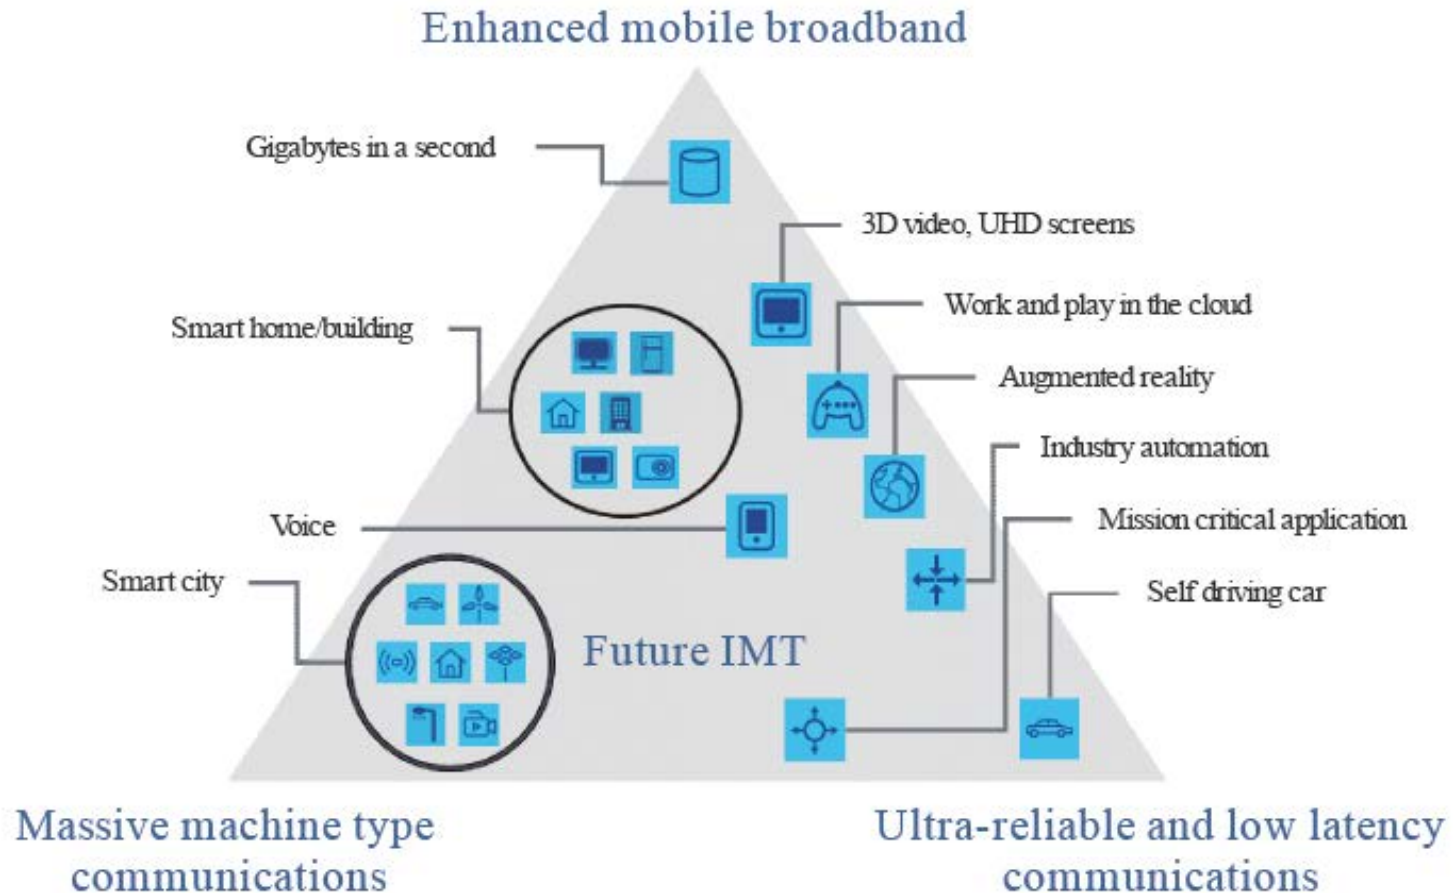 Enhanced mobile broadband
Gigabytes in a second
3D video, UHD screens
Work and play in the cloud
Smart home/building
Augmented reality
Industry automation
Mission critical application
Voice
Smart city
Self driving car
Future IMT
Massive machine type
communications
Ultra-reliable and low latency
communications